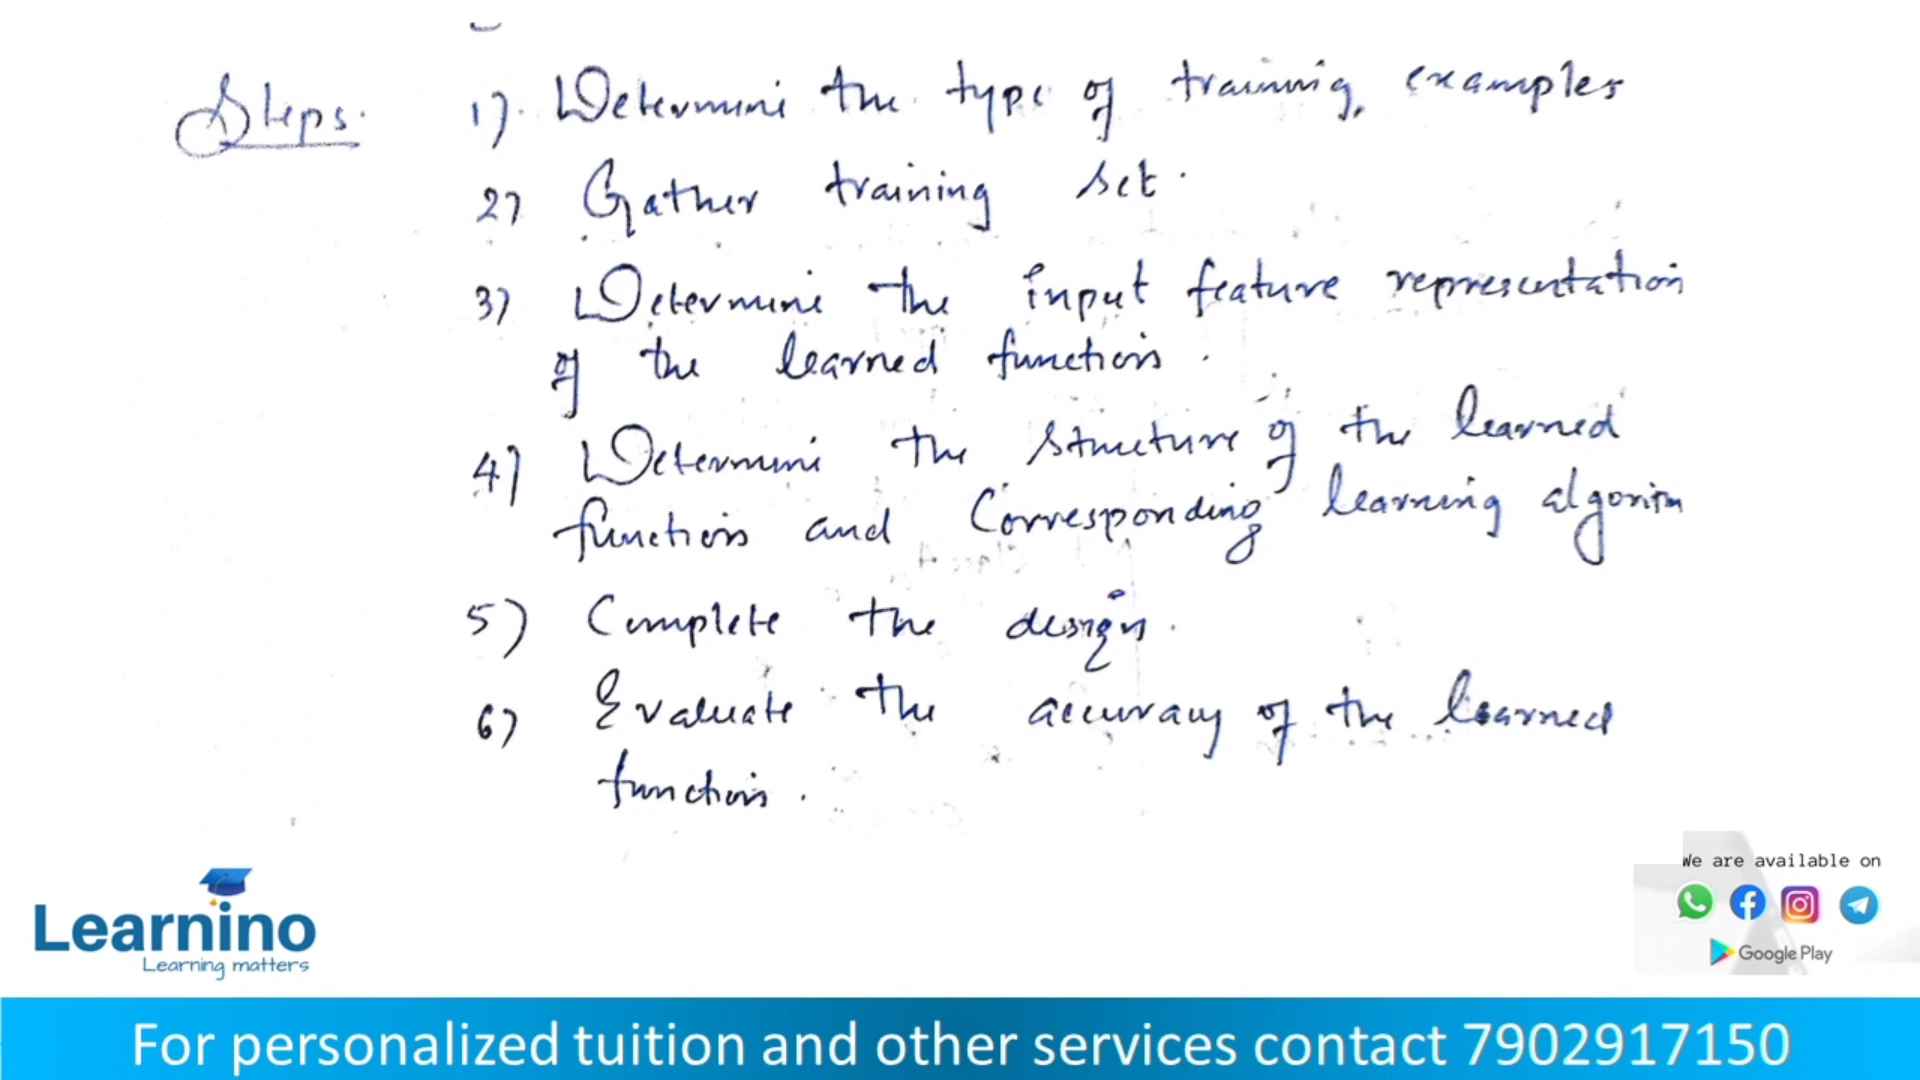 Steps.
1). Determine the type of training, examples
2) Gather training set.
3) Determine the input feature representation
of the learned function.
4) Determine the structure of the learned
function and Corresponding learning algorithm
5) Complete the design.
6) Evaluate the accuracy of the learned
function.
We are available on
Google Play
Learnino
Learning matters
For personalized tuition and other services contact 7902917150